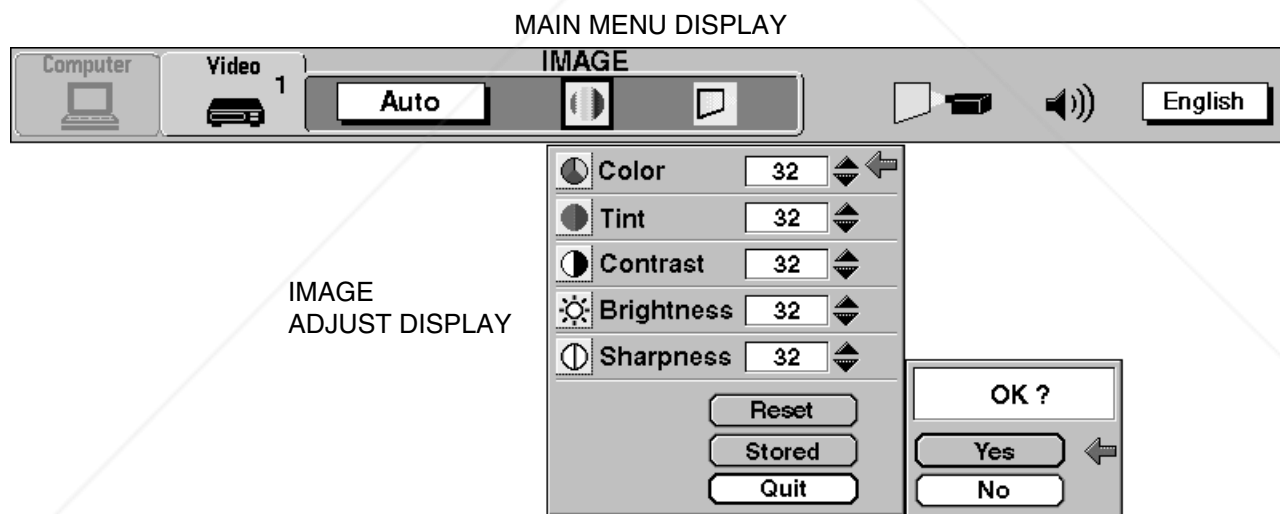 MAIN MENU DISPLAY
Computer
Video
1
IMAGE
Auto
English
Color 32
Tint 32
Contrast 32
IMAGE
ADJUST DISPLAY
Brightness 32
Sharpness 32
Reset
Stored
Quit
OK ?
Yes
No